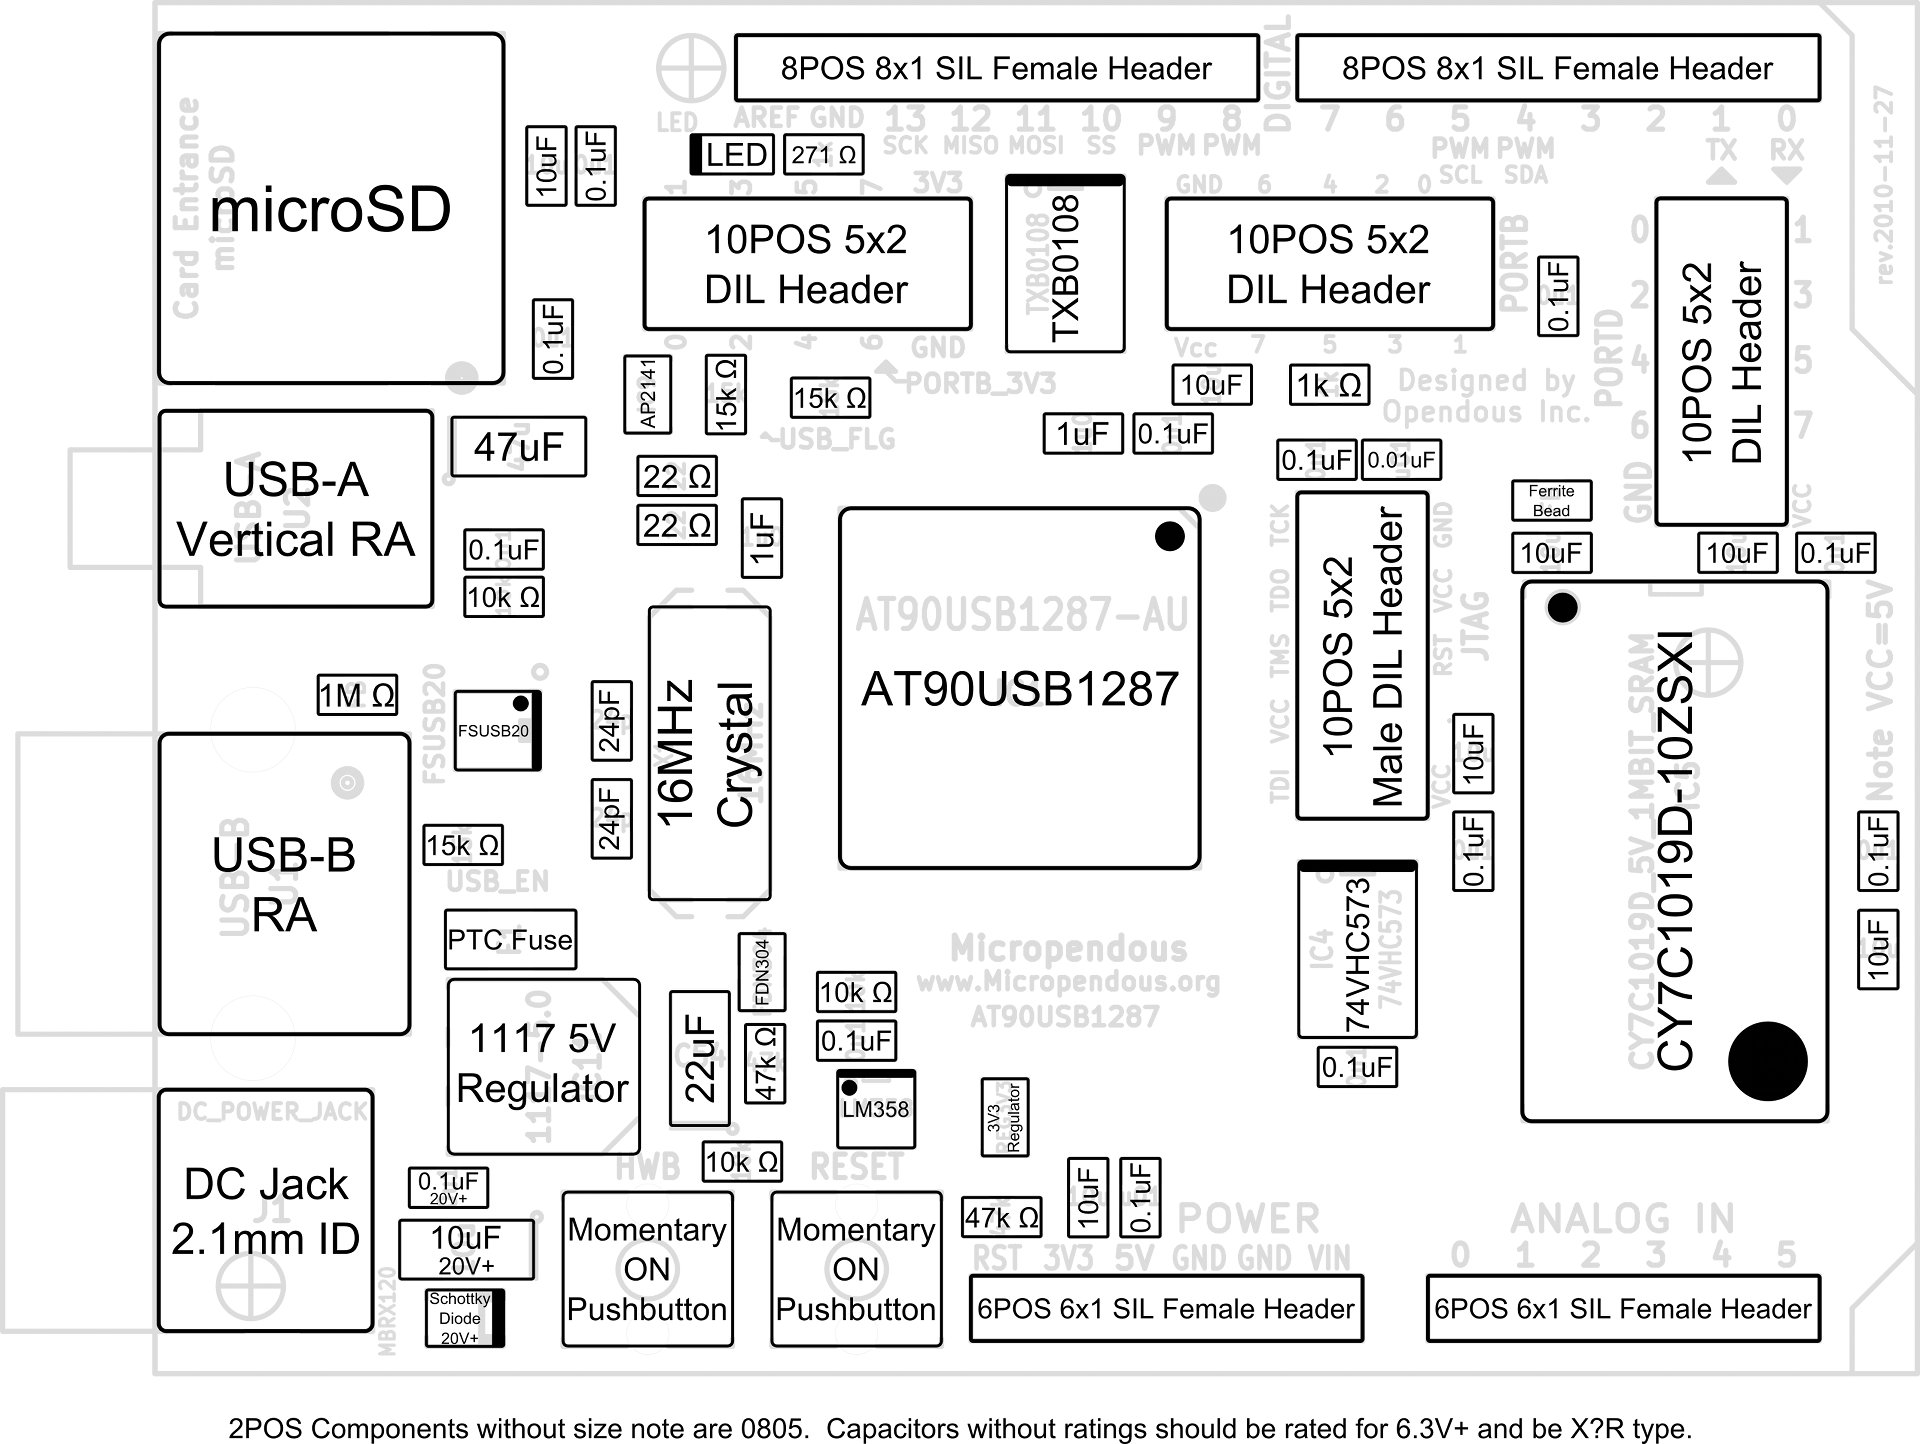 8POS 8x1 SIL Female Header
8POS 8x1 SIL Female Header
DIGITAL
LED
AREF GND 13 12 11 10 9 8
SCK MISO MOSI SS PWM PWM
7 6 5 4 3 2 1 0
PWM PWM TX RX
SCL SDA
rev.2010-11-27
Card Entrance
microSD
microSD
10uF
0.1uF
LED
271 Ω
1 3 5 7 3V3
10POS 5x2
DIL Header
0 2 4 6 GND
PORTB_3V3
TXB0108
TXB0108
GND 6 4 2 0
10POS 5x2
DIL Header
Vcc 7 5 3 1
PORTB
0.1uF
PORTD
0 1
2 3
4 5
6 7
GND VCC
10POS 5x2
DIL Header
0.1uF
AP2141
15k Ω
15k Ω
USB_FLG
10uF
1k Ω
Designed by
Opendous Inc.
1uF
0.1uF
0.1uF
0.01uF
47uF
USB-A
Vertical RA
22 Ω
22 Ω
1uF
0.1uF
10k Ω
Ferrite
Bead
10uF
10uF
0.1uF
AT90USB1287-AU
AT90USB1287
TCK
TDO
TMS
VCC
TDI
10POS 5x2
Male DIL Header
GND
VCC
RST
VCC
JTAG
CY7C1019D_5V_1MBIT_SRAM
CY7C1019D-10ZSXI
Note VCC=5V
1M Ω
FSUSB20
FSUSB20
24pF
24pF
16MHz
Crystal
10uF
0.1uF
0.1uF
10uF
USB-B
RA
15k Ω
USB_EN
PTC Fuse
1117 5V
Regulator
FDN304
22uF
47k Ω
10k Ω
0.1uF
LM358
Micropendous
www.Micropendous.org
AT90USB1287
IC4
74VHC573
74VHC573
0.1uF
3V3
Regulator
DC_POWER_JACK
DC Jack
2.1mm ID
J1
0.1uF
20V+
10uF
20V+
MBRX120
Schottky
Diode
20V+
HWB
10k Ω
RESET
Momentary
ON
Pushbutton
Momentary
ON
Pushbutton
47k Ω
10uF
0.1uF
POWER
RST 3V3 5V GND GND VIN
6POS 6x1 SIL Female Header
ANALOG IN
0 1 2 3 4 5
6POS 6x1 SIL Female Header
2POS Components without size note are 0805.  Capacitors without ratings should be rated for 6.3V+ and be X?R type.